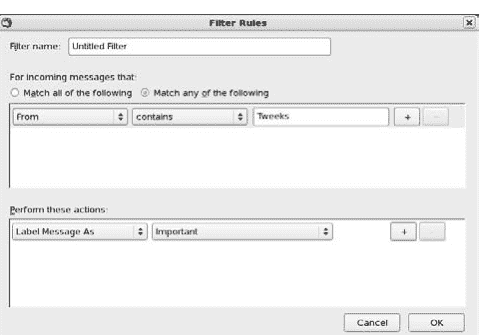 Filter Rules
Filter name: Untitled Filter
For incoming messages that:
Match all of the following Match any of the following
From contains Tweeks + -
Perform these actions:
Label Message As Important + -
Cancel OK